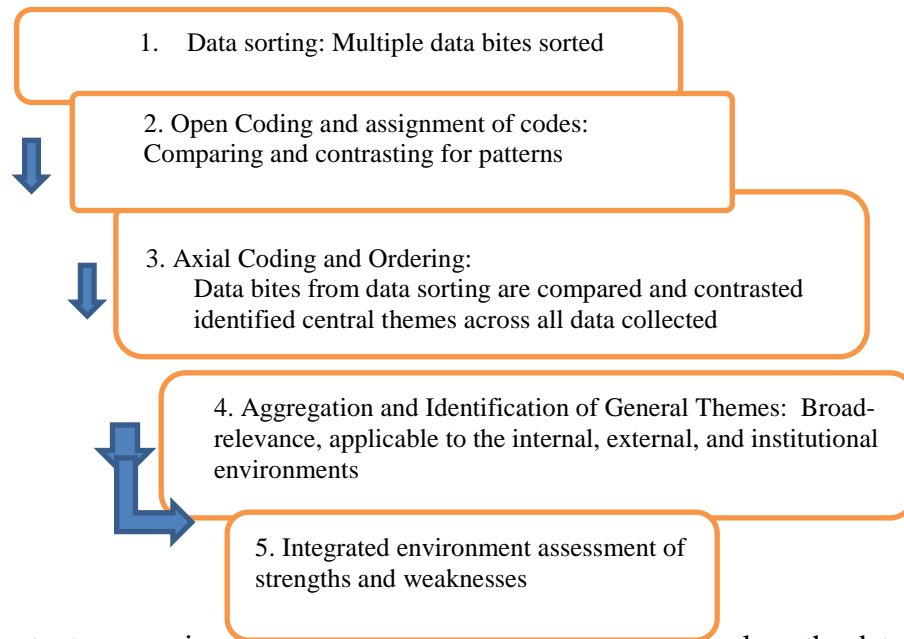 1. Data sorting: Multiple data bites sorted
2. Open Coding and assignment of codes:
Comparing and contrasting for patterns
3. Axial Coding and Ordering:
Data bites from data sorting are compared and contrasted
identified central themes across all data collected
4. Aggregation and Identification of General Themes: Broad-
relevance, applicable to the internal, external, and institutional
environments
5. Integrated environment assessment of
strengths and weaknesses